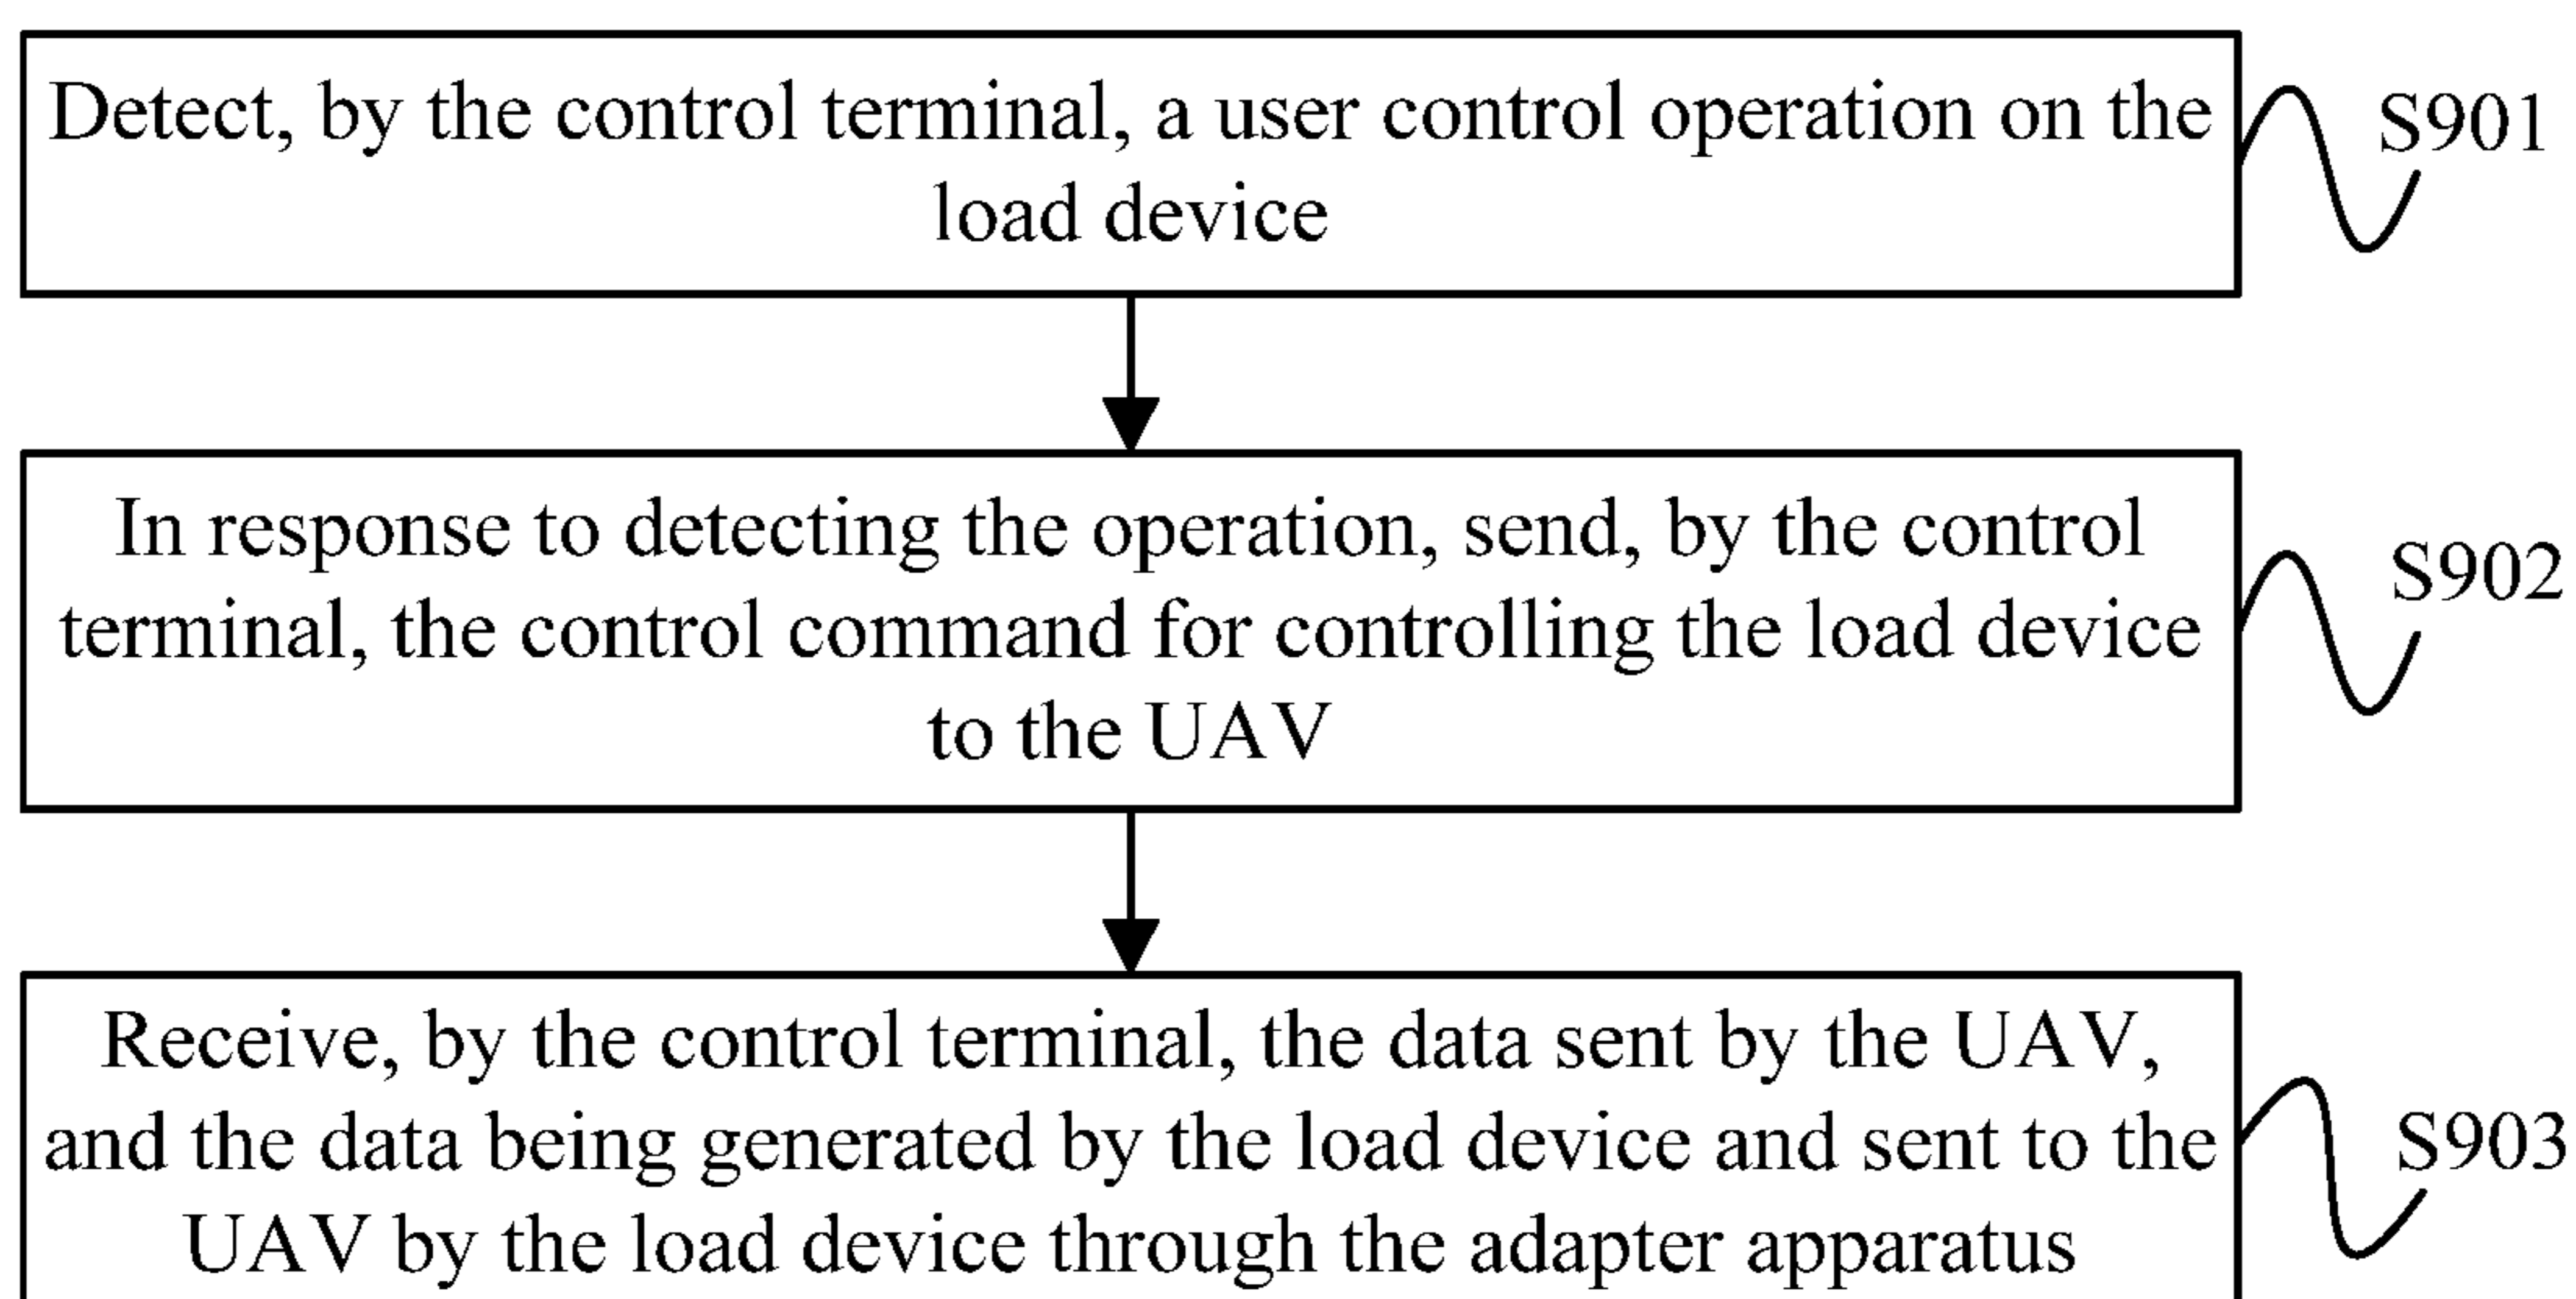 Detect, by the control terminal, a user control operation on the
load device
S901
In response to detecting the operation, send, by the control
terminal, the control command for controlling the load device
to the UAV
S902
Receive, by the control terminal, the data sent by the UAV,
and the data being generated by the load device and sent to the
UAV by the load device through the adapter apparatus
S903